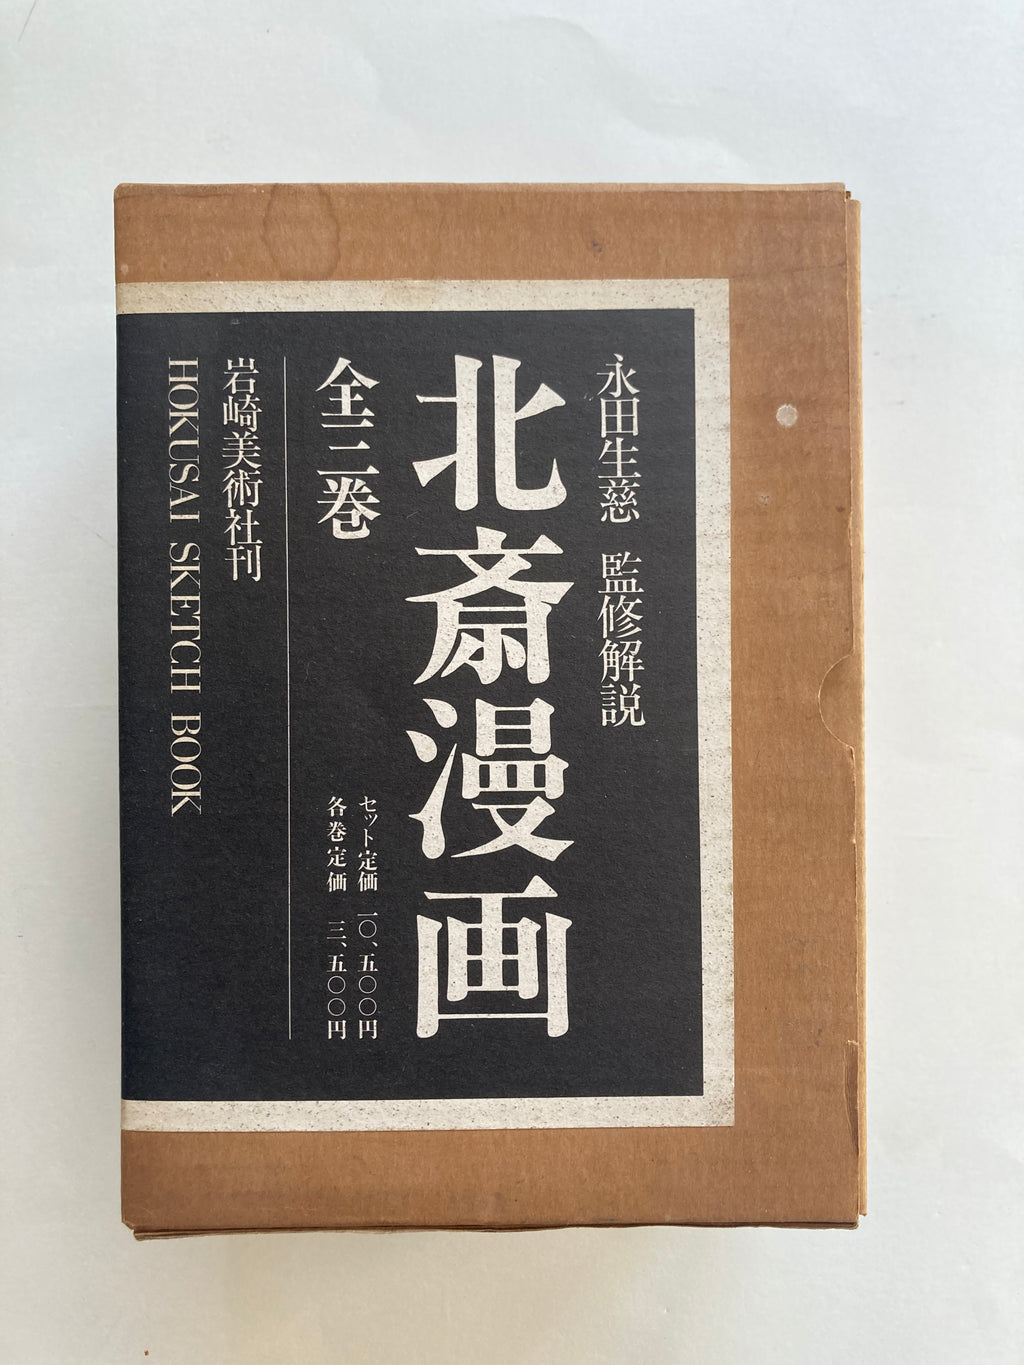 永田生慈 監修解説
北斎漫画
全三巻
セット定価 一〇、五〇〇円
各巻定価 三、五〇〇円
岩崎美術社刊
HOKUSAI SKETCH BOOK